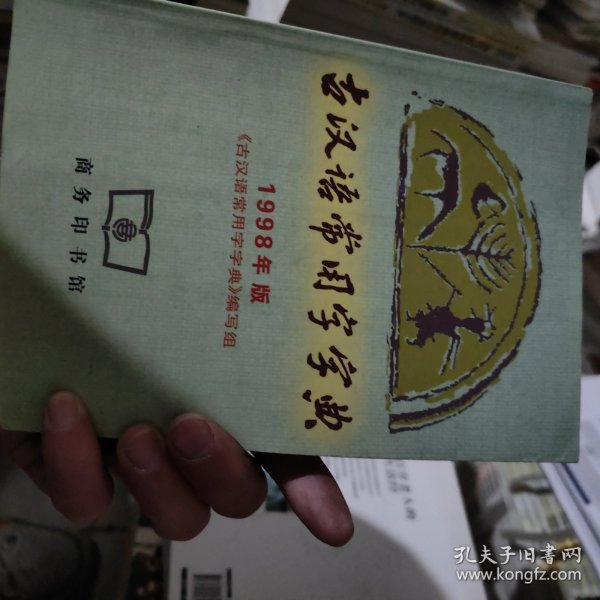 古汉语常用字字典
1998年版
《古汉语常用字字典》编写组
商务印书馆
孔夫子旧书网
www.kongfz.com